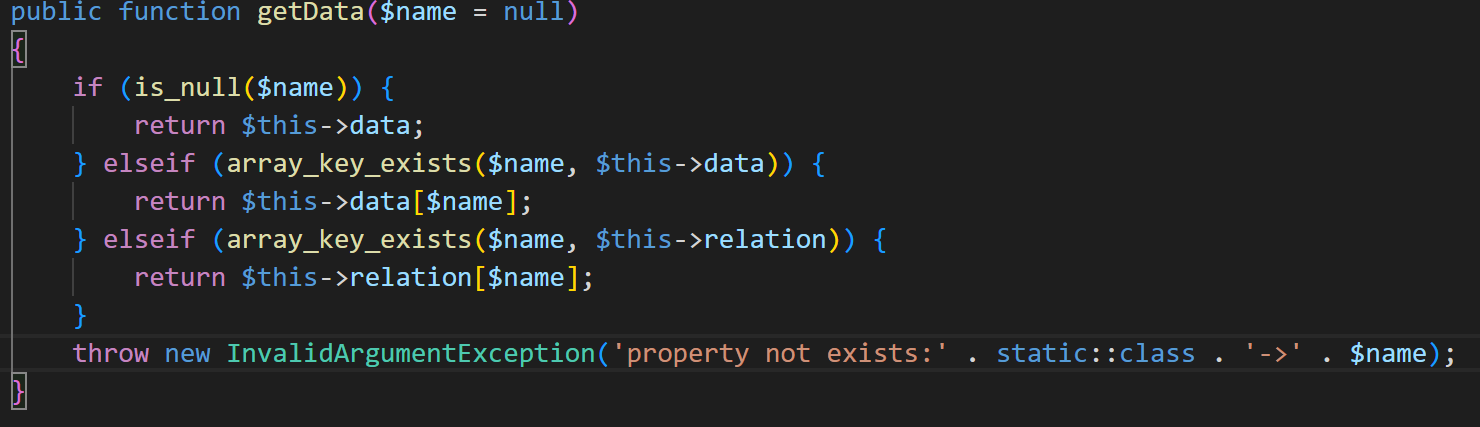 public function getData($name = null)
{
    if (is_null($name)) {
        return $this->data;
    } elseif (array_key_exists($name, $this->data)) {
        return $this->data[$name];
    } elseif (array_key_exists($name, $this->relation)) {
        return $this->relation[$name];
    }
    throw new InvalidArgumentException('property not exists:' . static::class . '->' . $name);
}